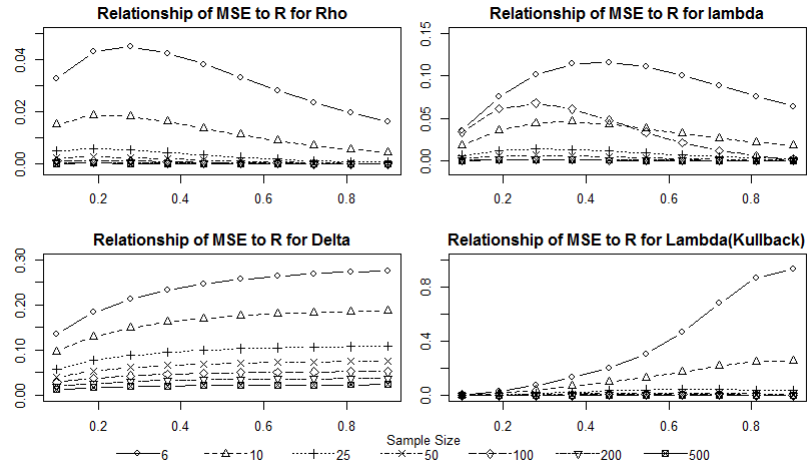 Relationship of MSE to R for Rho
Relationship of MSE to R for lambda
0.00 0.02 0.04
0.00 0.05 0.10 0.15
0.2 0.4 0.6 0.8
0.2 0.4 0.6 0.8
Relationship of MSE to R for Delta
Relationship of MSE to R for Lambda(Kullback)
0.00 0.10 0.20 0.30
0.0 0.4 0.8
0.2 0.4 0.6 0.8
0.2 0.4 0.6 0.8
Sample Size
6 10 25 50 100 200 500